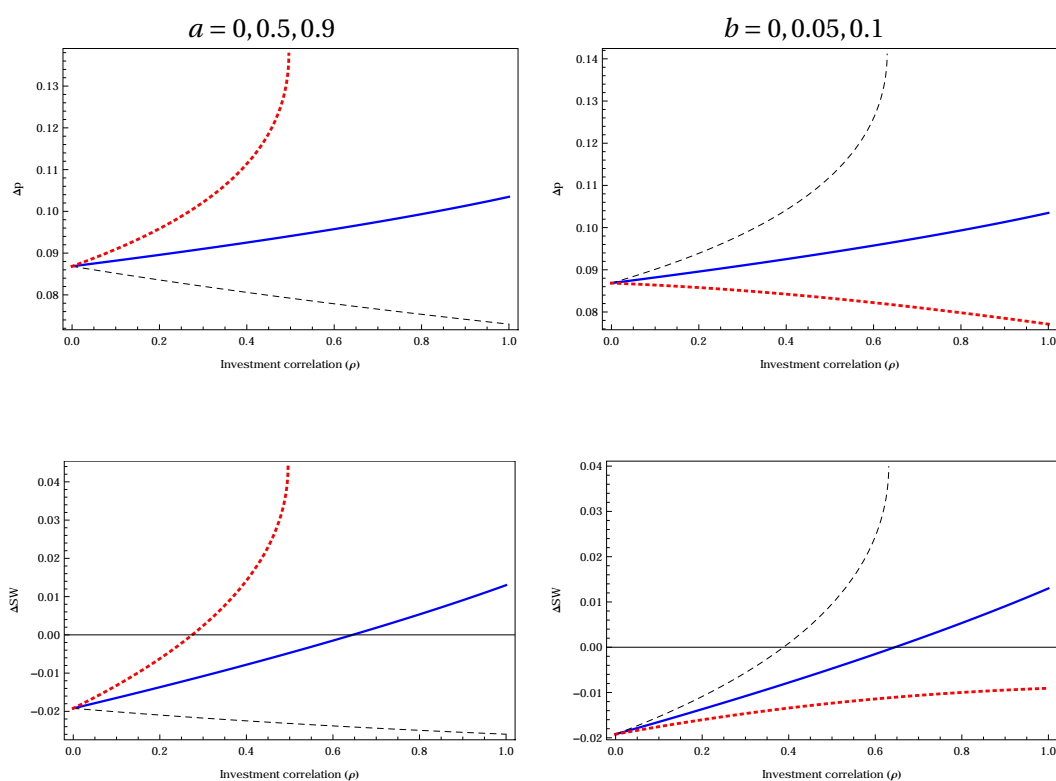 a = 0, 0.5, 0.9
0.13
0.12
0.11
0.10
0.09
0.08
Δp
0.0 0.2 0.4 0.6 0.8 1.0
Investment correlation (ρ)
b = 0, 0.05, 0.1
0.14
0.13
0.12
0.11
0.10
0.09
0.08
Δp
0.0 0.2 0.4 0.6 0.8 1.0
Investment correlation (ρ)
0.04
0.03
0.02
0.01
0.00
−0.01
−0.02
ΔSW
0.0 0.2 0.4 0.6 0.8 1.0
Investment correlation (ρ)
0.04
0.03
0.02
0.01
0.00
−0.01
−0.02
ΔSW
0.0 0.2 0.4 0.6 0.8 1.0
Investment correlation (ρ)